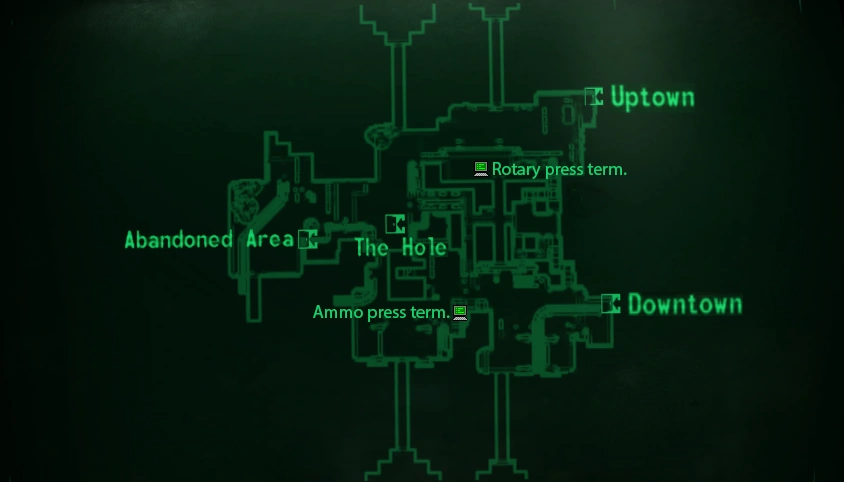 Uptown
Rotary press term.
Abandoned Area
The Hole
Ammo press term.
Downtown